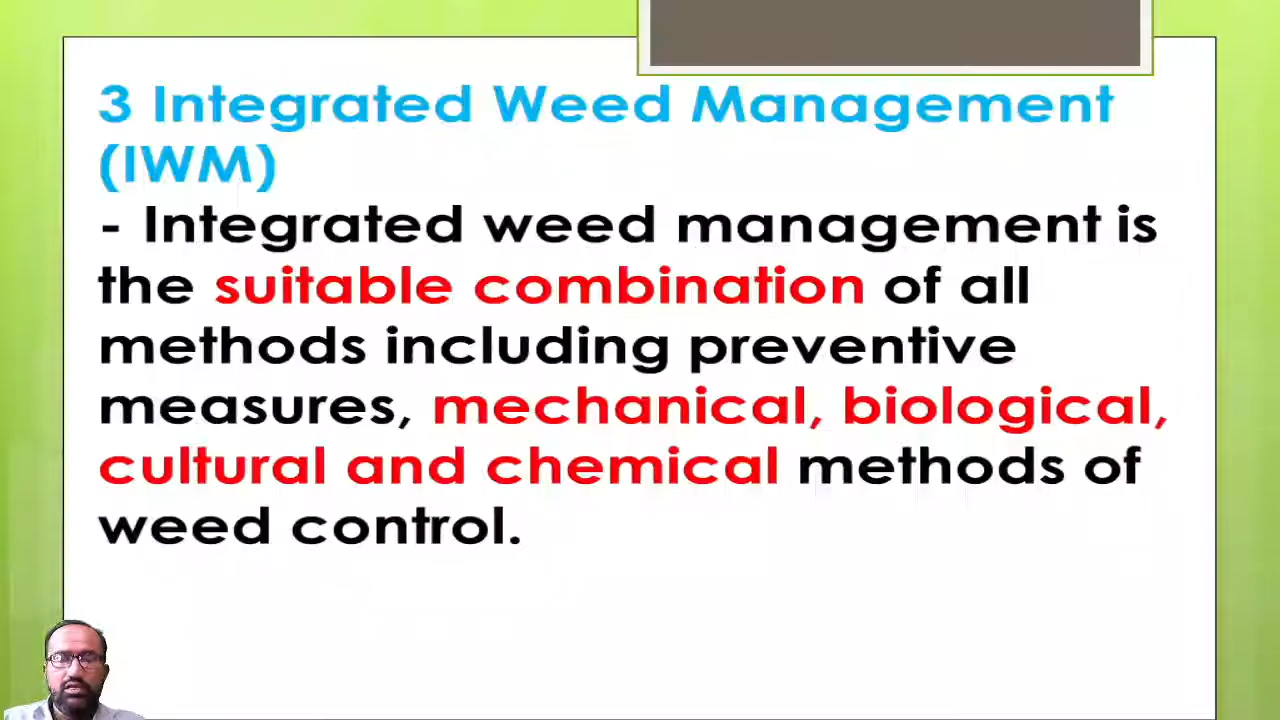 3 Integrated Weed Management
(IWM)
- Integrated weed management is
the suitable combination of all
methods including preventive
measures, mechanical, biological,
cultural and chemical methods of
weed control.